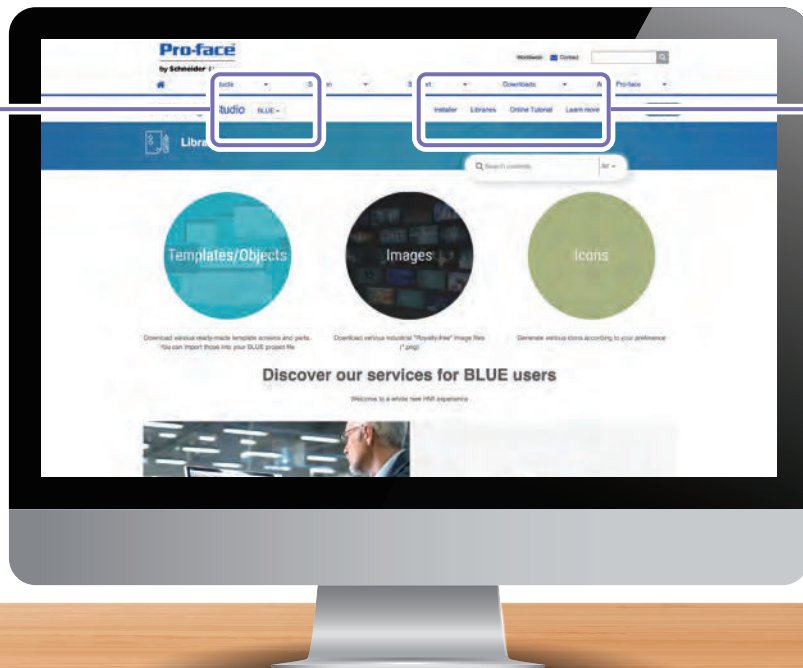 Pro-face
by Schneider
Worldwide Contact
Downloads Pro-face
tudio BLUE
Installer Libraries Online Tutorial Learn more
Libra
Search contents All
Templates/Objects
Images
Icons
Download various ready-made template screens and parts.
You can import those into your BLUE project file
Download various industrial "Royalty-free" image files
(*.png)
Generate various icons according to your preference
Discover our services for BLUE users
Welcome to a whole new HMI experience